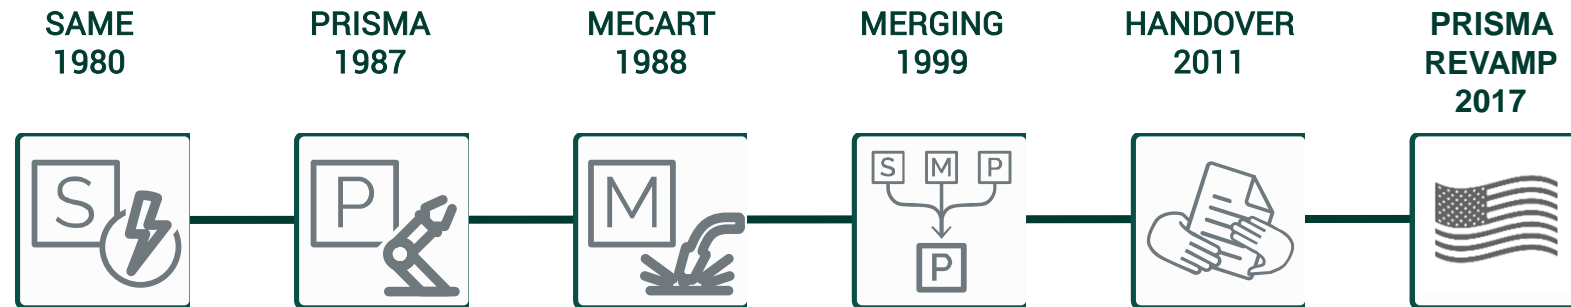 SAME
1980
PRISMA
1987
MECART
1988
MERGING
1999
HANDOVER
2011
PRISMA
REVAMP
2017
S
P
M
S M P
P